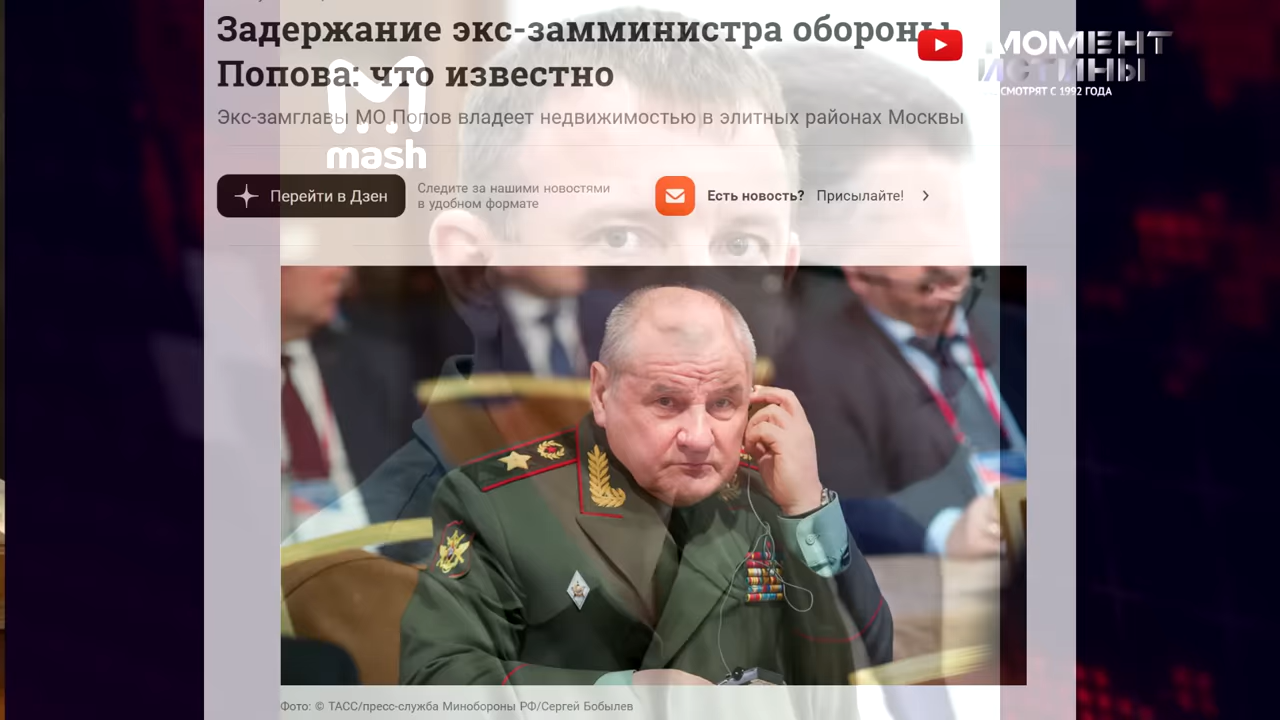 Задержание экс-замминистра обороны
Попова: что известно
Экс-замглавы МО Попов владеет недвижимостью в элитных районах Москвы
Перейти в Дзен
Следите за нашими новостями
в удобном формате
Есть новость? Присылайте!
mash
МОМЕНТ
ИСТИНЫ
СМОТРЯТ С 1992 ГОДА
Фото: © ТАСС/пресс-служба Минобороны РФ/Сергей Бобылев